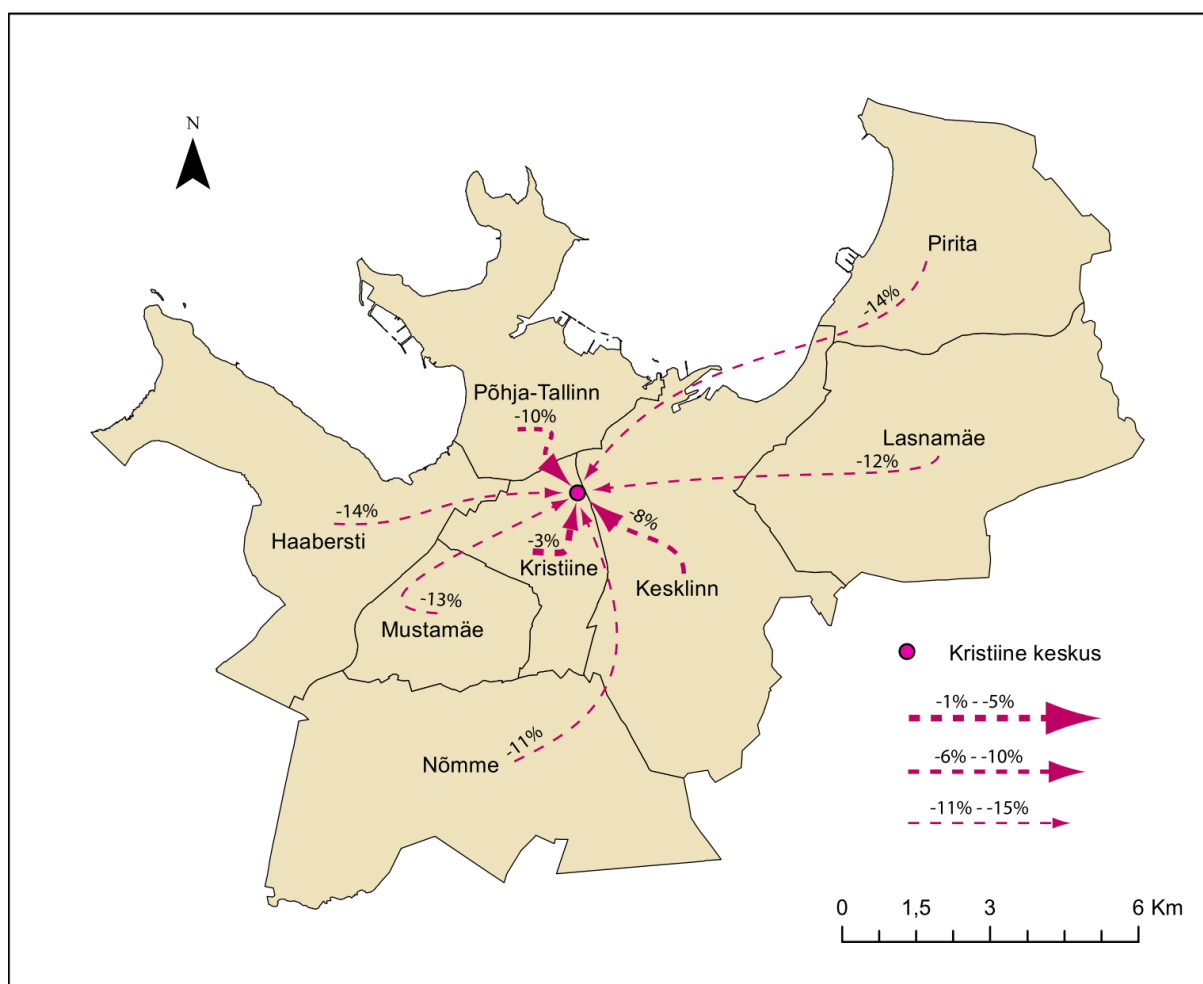 N
Pirita
-14%
Põhja-Tallinn
-10%
Lasnamäe
-12%
-14%
Haabersti
-8%
-3%
Kristiine
Kesklinn
-13%
Mustamäe
-11%
Nõmme
Kristiine keskus
-1% - -5%
-6% - -10%
-11% - -15%
0 1,5 3 6 Km